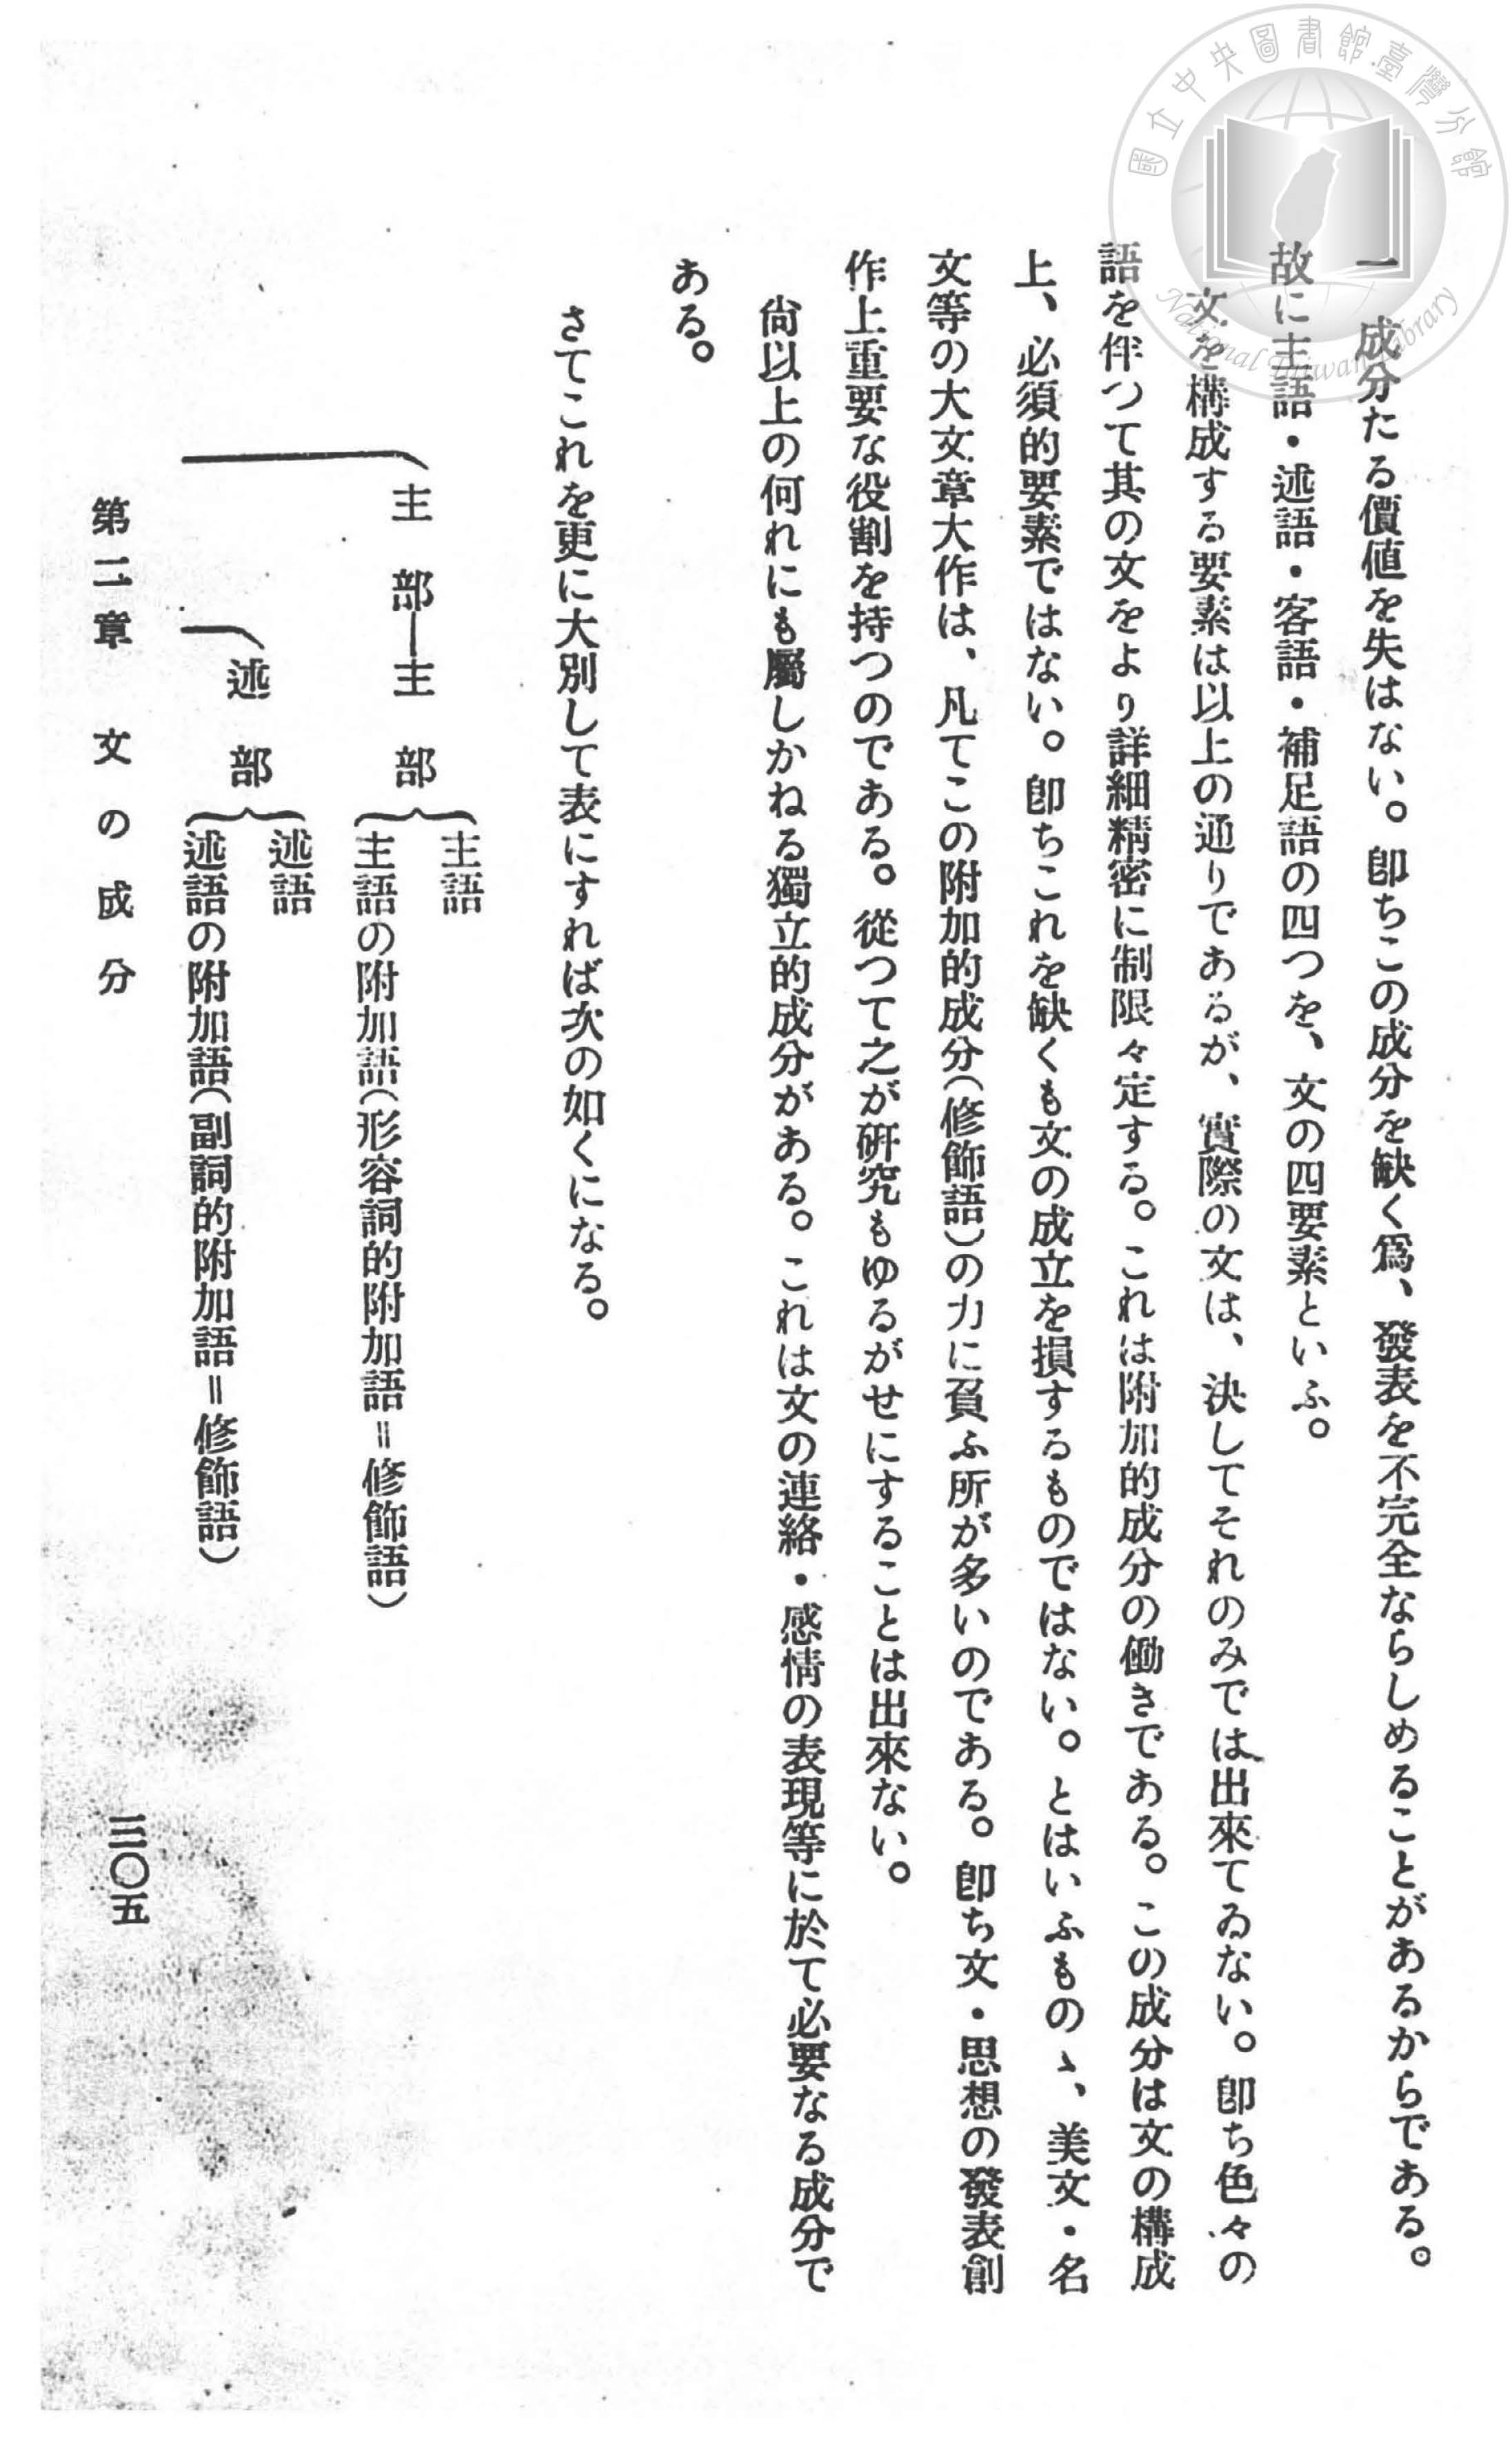 國立中央圖書館臺灣分館
National Taiwan Library
一 成分たる價値を失はない。卽ちこの成分を缺く爲、發表を不完全ならしめることがあるからである。
故に主語・述語・客語・補足語の四つを、文の四要素といふ。
文を構成する要素は以上の通りであるが、實際の文は、決してそれのみでは出來てゐない。卽ち色々の
語を伴つて其の文をより詳細精密に制限々定する。これは附加的成分の働きである。この成分は文の構成
上、必須的要素ではない。卽ちこれを缺くも文の成立を損するものではない。とはいふものゝ、美文・名
文等の大文章大作は、凡てこの附加的成分(修飾語)の力に負ふ所が多いのである。卽ち文・思想の發表創
作上重要な役割を持つのである。從つて之が硏究もゆるがせにすることは出來ない。
尙以上の何れにも屬しかねる獨立的成分がある。これは文の連絡・感情の表現等に於て必要なる成分で
ある。
さてこれを更に大別して表にすれば次の如くになる。
主語
主部—主部
主語の附加語(形容詞的附加語＝修飾語)
述語
述部
述語の附加語(副詞的附加語＝修飾語)
第二章 文の成分
三〇五